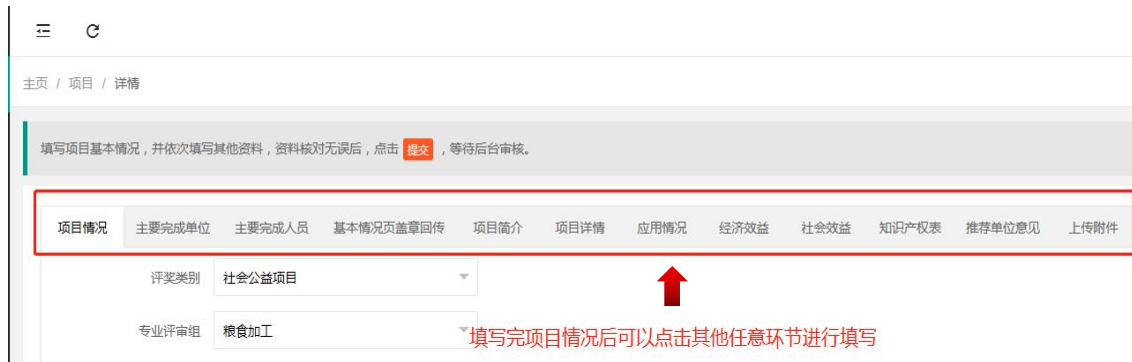 主页 / 项目 / 详情
填写项目基本情况，并依次填写其他资料，资料核对无误后，点击 提交 ，等待后台审核。
项目情况 主要完成单位 主要完成人员 基本情况页盖章回传 项目简介 项目详情 应用情况 经济效益 社会效益 知识产权表 推荐单位意见 上传附件
评奖类别 社会公益项目
专业评审组 粮食加工
填写完项目情况后可以点击其他任意环节进行填写